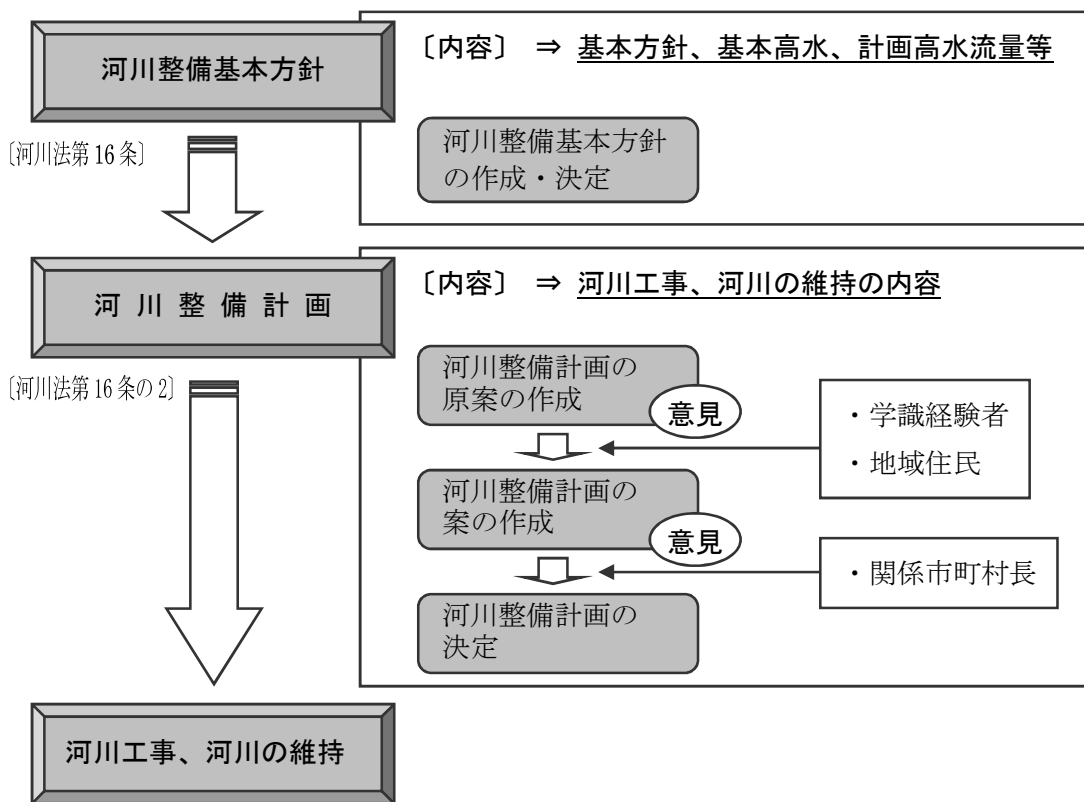 河川整備基本方針
〔内容〕 ⇒ 基本方針、基本高水、計画高水流量等
河川整備基本方針
の作成・決定
〔河川法第16条〕
河川整備計画
〔内容〕 ⇒ 河川工事、河川の維持の内容
〔河川法第16条の2〕
河川整備計画の
原案の作成
意見
・学識経験者
・地域住民
河川整備計画の
案の作成
意見
・関係市町村長
河川整備計画の
決定
河川工事、河川の維持